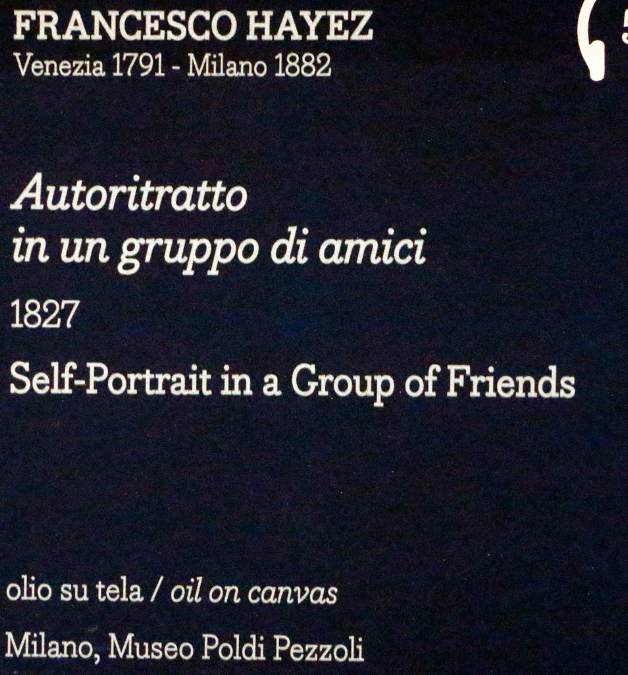 FRANCESCO HAYEZ
Venezia 1791 - Milano 1882
Autoritratto
in un gruppo di amici
1827
Self-Portrait in a Group of Friends
olio su tela / oil on canvas
Milano, Museo Poldi Pezzoli